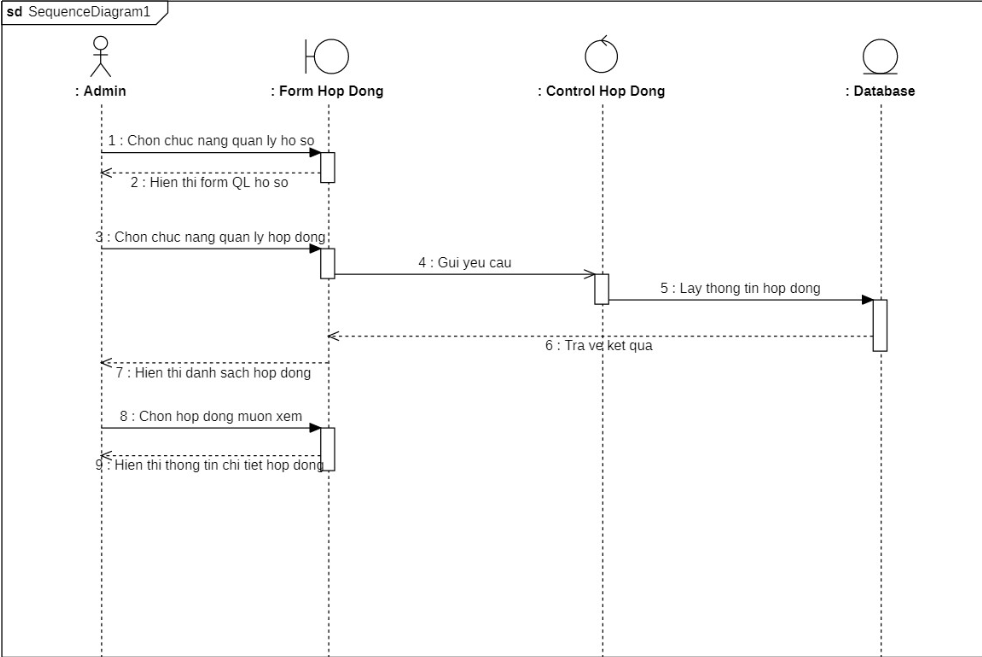 sd SequenceDiagram1
: Admin
: Form Hop Dong
: Control Hop Dong
: Database
1 : Chon chuc nang quan ly ho so
2 : Hien thi form QL ho so
3 : Chon chuc nang quan ly hop dong
4 : Gui yeu cau
5 : Lay thong tin hop dong
6 : Tra ve ket qua
7 : Hien thi danh sach hop dong
8 : Chon hop dong muon xem
9 : Hien thi thong tin chi tiet hop dong